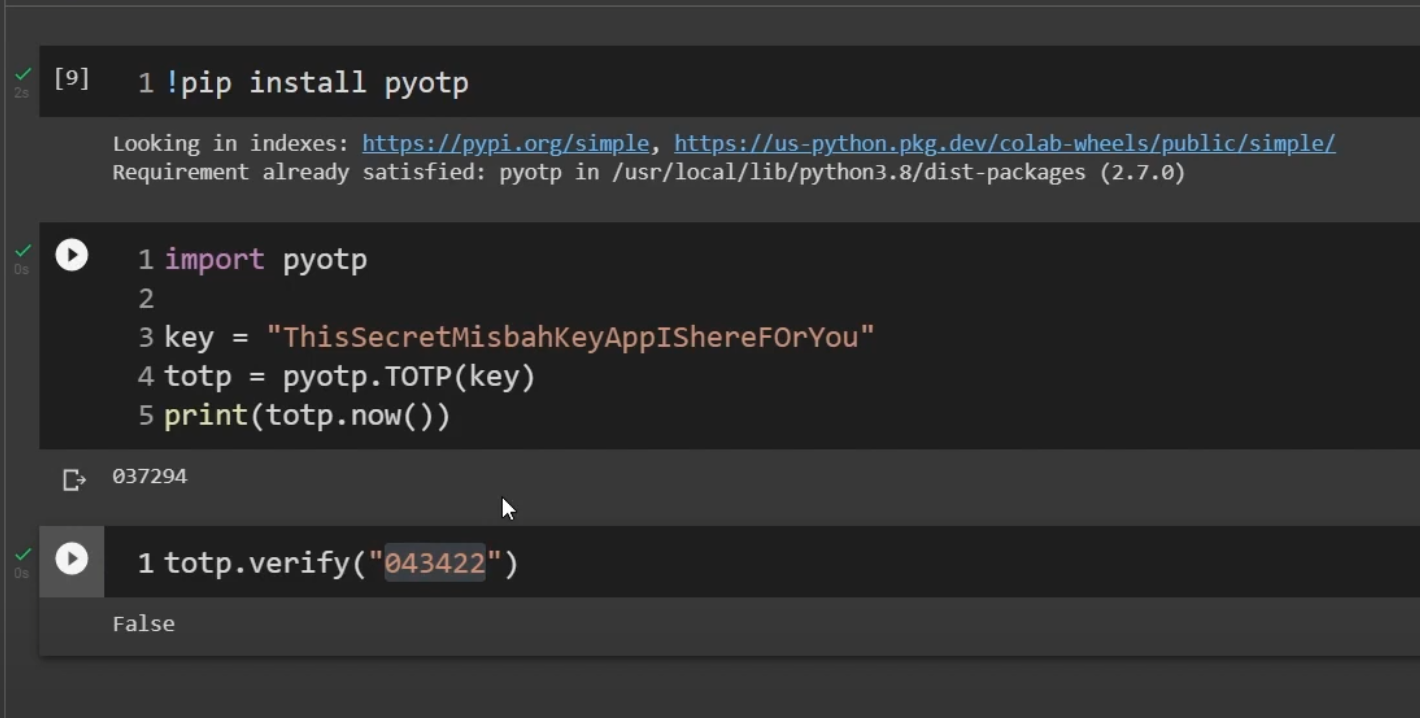 2s
[9]
1 !pip install pyotp
Looking in indexes: https://pypi.org/simple, https://us-python.pkg.dev/colab-wheels/public/simple/
Requirement already satisfied: pyotp in /usr/local/lib/python3.8/dist-packages (2.7.0)
0s
1 import pyotp
2
3 key = "ThisSecretMisbahKeyAppIShereFOrYou"
4 totp = pyotp.TOTP(key)
5 print(totp.now())
037294
0s
1 totp.verify("043422")
False